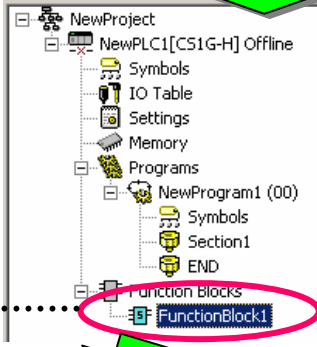 NewProject
NewPLC1[CS1G-H] Offline
Symbols
IO Table
Settings
Memory
Programs
NewProgram1 (00)
Symbols
Section1
END
Function Blocks
FunctionBlock1